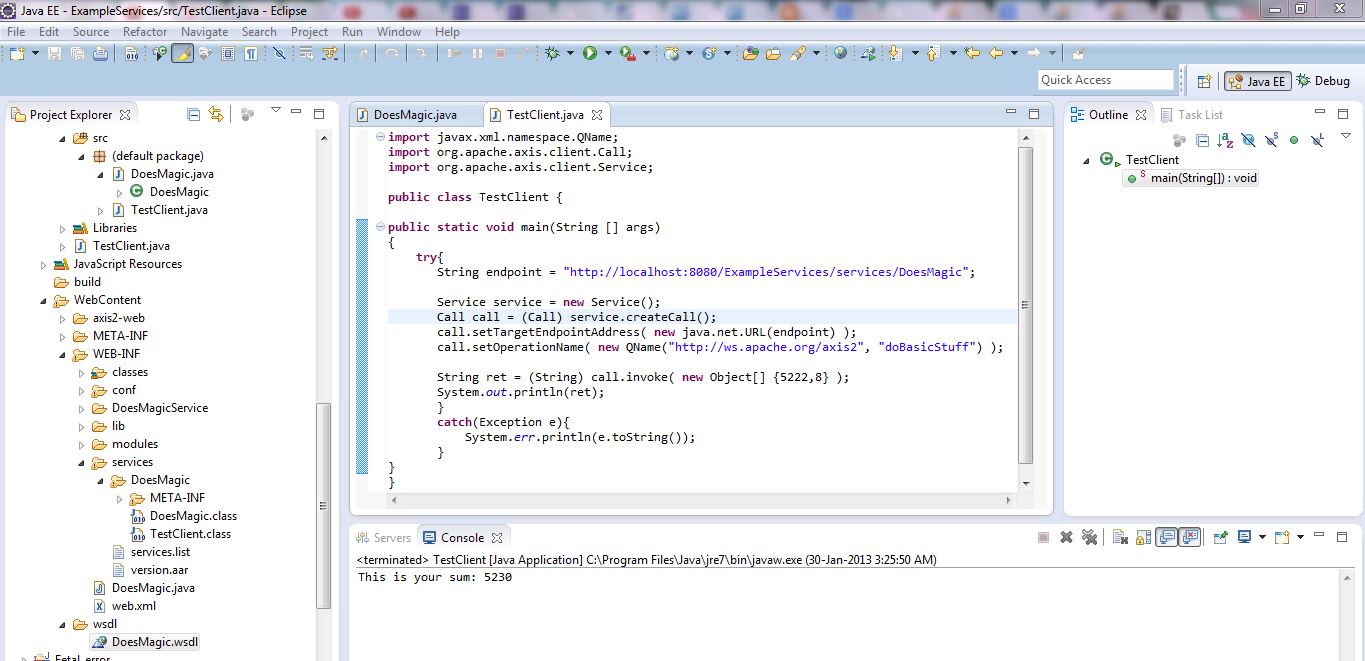 Java EE - ExampleServices/src/TestClient.java - Eclipse
File Edit Source Refactor Navigate Search Project Run Window Help
Quick Access
Java EE
Debug
Project Explorer
src
(default package)
DoesMagic.java
DoesMagic
TestClient.java
Libraries
TestClient.java
JavaScript Resources
build
WebContent
axis2-web
META-INF
WEB-INF
classes
conf
DoesMagicService
lib
modules
services
DoesMagic
META-INF
DoesMagic.class
TestClient.class
services.list
version.aar
DoesMagic.java
web.xml
wsdl
DoesMagic.wsdl
Fetal_error
DoesMagic.java
TestClient.java
import javax.xml.namespace.QName;
import org.apache.axis.client.Call;
import org.apache.axis.client.Service;
public class TestClient {
public static void main(String [] args)
{
try{
String endpoint = "http://localhost:8080/ExampleServices/services/DoesMagic";
Service service = new Service();
Call call = (Call) service.createCall();
call.setTargetEndpointAddress( new java.net.URL(endpoint) );
call.setOperationName( new QName("http://ws.apache.org/axis2", "doBasicStuff") );
String ret = (String) call.invoke( new Object[] {5222,8} );
System.out.println(ret);
}
catch(Exception e){
System.err.println(e.toString());
}
}
}
Outline
Task List
TestClient
main(String[]) : void
Servers
Console
<terminated> TestClient [Java Application] C:\Program Files\Java\jre7\bin\javaw.exe (30-Jan-2013 3:25:50 AM)
This is your sum: 5230